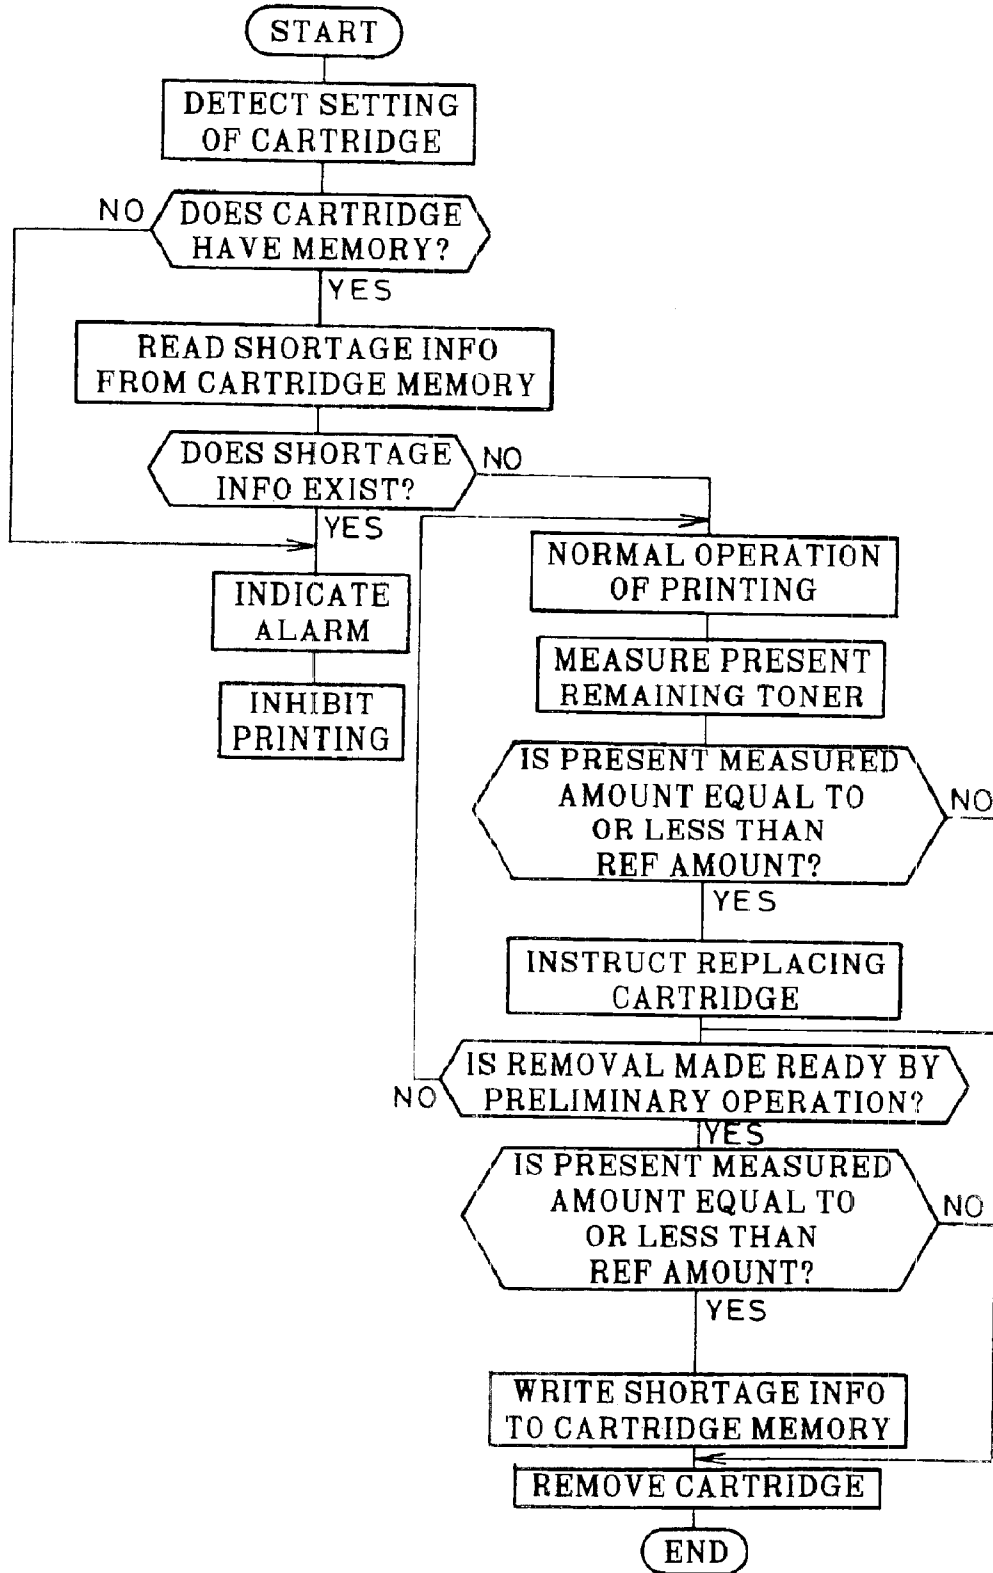 START
DETECT SETTING
OF CARTRIDGE
NO
DOES CARTRIDGE
HAVE MEMORY?
YES
READ SHORTAGE INFO
FROM CARTRIDGE MEMORY
DOES SHORTAGE
INFO EXIST?
NO
YES
INDICATE
ALARM
INHIBIT
PRINTING
NORMAL OPERATION
OF PRINTING
MEASURE PRESENT
REMAINING TONER
IS PRESENT MEASURED
AMOUNT EQUAL TO
OR LESS THAN
REF AMOUNT?
NO
YES
INSTRUCT REPLACING
CARTRIDGE
IS REMOVAL MADE READY BY
PRELIMINARY OPERATION?
NO
YES
IS PRESENT MEASURED
AMOUNT EQUAL TO
OR LESS THAN
REF AMOUNT?
NO
YES
WRITE SHORTAGE INFO
TO CARTRIDGE MEMORY
REMOVE CARTRIDGE
END